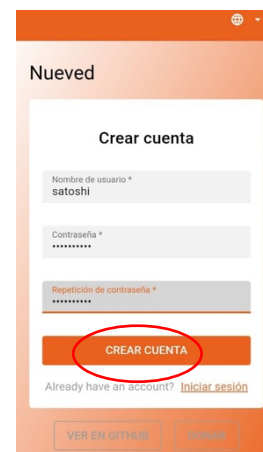 Nueved
Crear cuenta
Nombre de usuario *
satoshi
Contraseña *
••••••••••
Repetición de contraseña *
••••••••••
CREAR CUENTA
Already have an account? Iniciar sesión
VER EN GITHUB